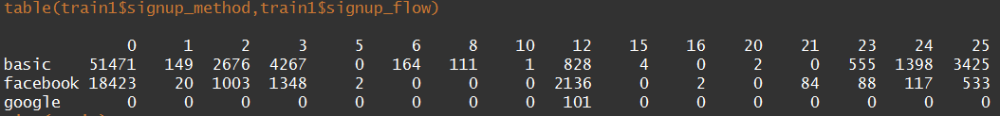 table(train1$signup_method,train1$signup_flow)
0 1 2 3 5 6 8 10 12 15 16 20 21 23 24 25
basic 51471 149 2676 4267 0 164 111 1 828 4 0 2 0 555 1398 3425
facebook 18423 20 1003 1348 2 0 0 0 2136 0 2 0 84 88 117 533
google 0 0 0 0 0 0 0 0 101 0 0 0 0 0 0 0